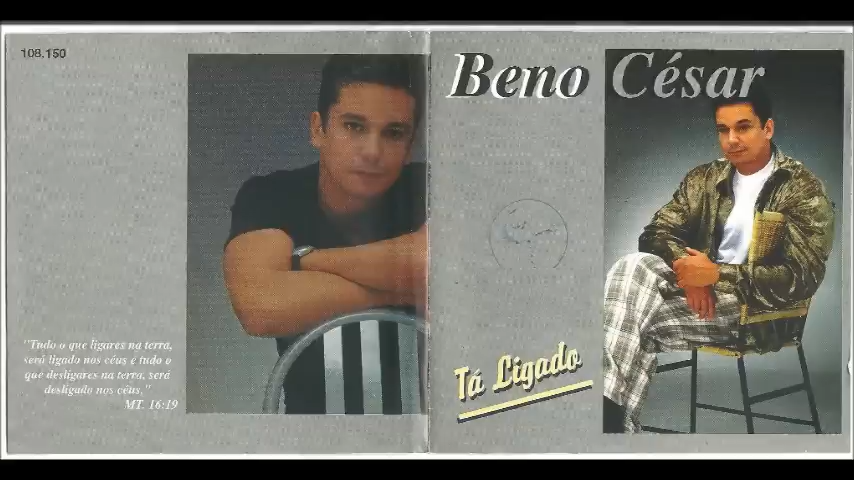 108.150
"Tudo o que ligares na terra,
será ligado nos céus e tudo o
que desligares na terra, será
desligado nos céus."
MT. 16:19
Beno César
Tá Ligado